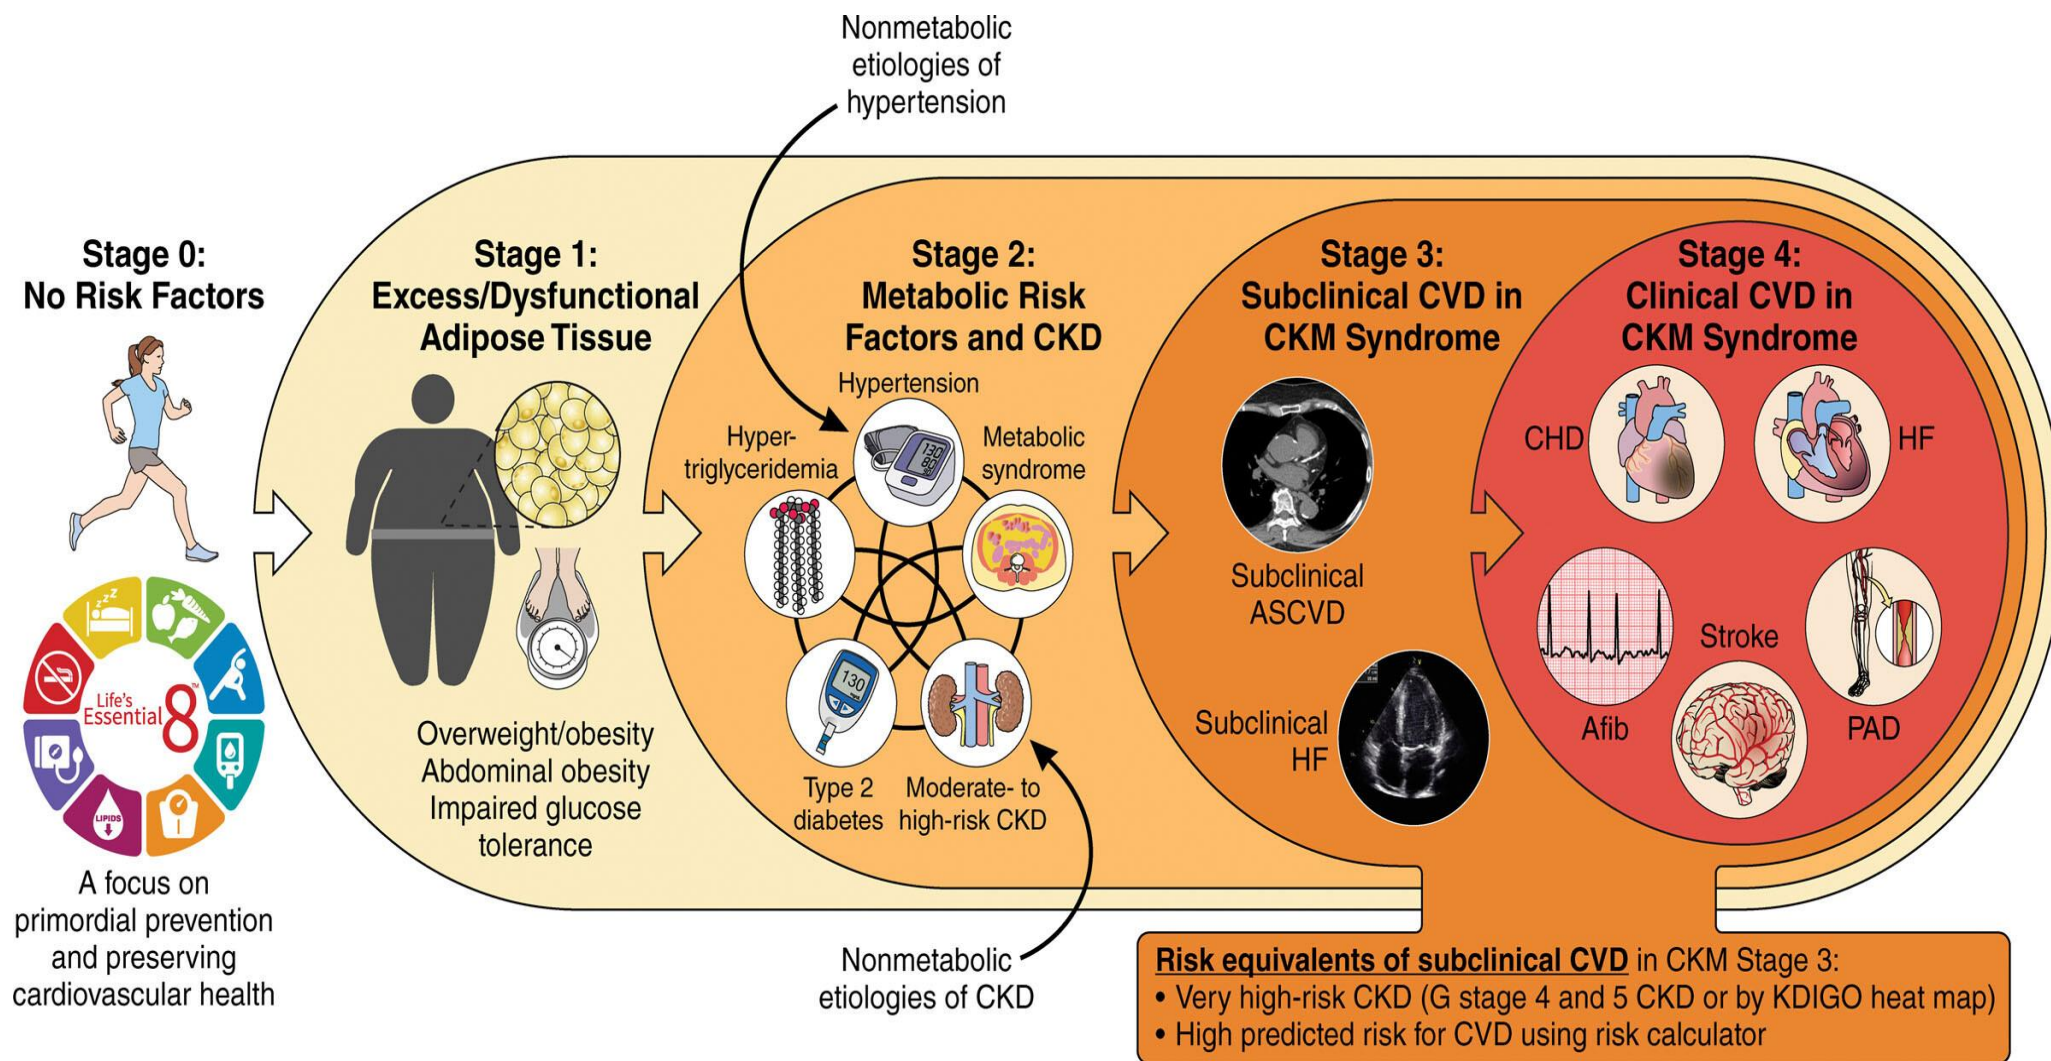 Nonmetabolic
etiologies of
hypertension
Stage 0:
No Risk Factors
Life's
Essential 8™
LIPIDS
A focus on
primordial prevention
and preserving
cardiovascular health
Stage 1:
Excess/Dysfunctional
Adipose Tissue
Overweight/obesity
Abdominal obesity
Impaired glucose
tolerance
Stage 2:
Metabolic Risk
Factors and CKD
Hypertension
130
80
Hyper-
triglyceridemia
Metabolic
syndrome
130
Type 2
diabetes
Moderate- to
high-risk CKD
Nonmetabolic
etiologies of CKD
Stage 3:
Subclinical CVD in
CKM Syndrome
Subclinical
ASCVD
Subclinical
HF
Stage 4:
Clinical CVD in
CKM Syndrome
CHD
HF
Afib
Stroke
PAD
Risk equivalents of subclinical CVD in CKM Stage 3:
• Very high-risk CKD (G stage 4 and 5 CKD or by KDIGO heat map)
• High predicted risk for CVD using risk calculator